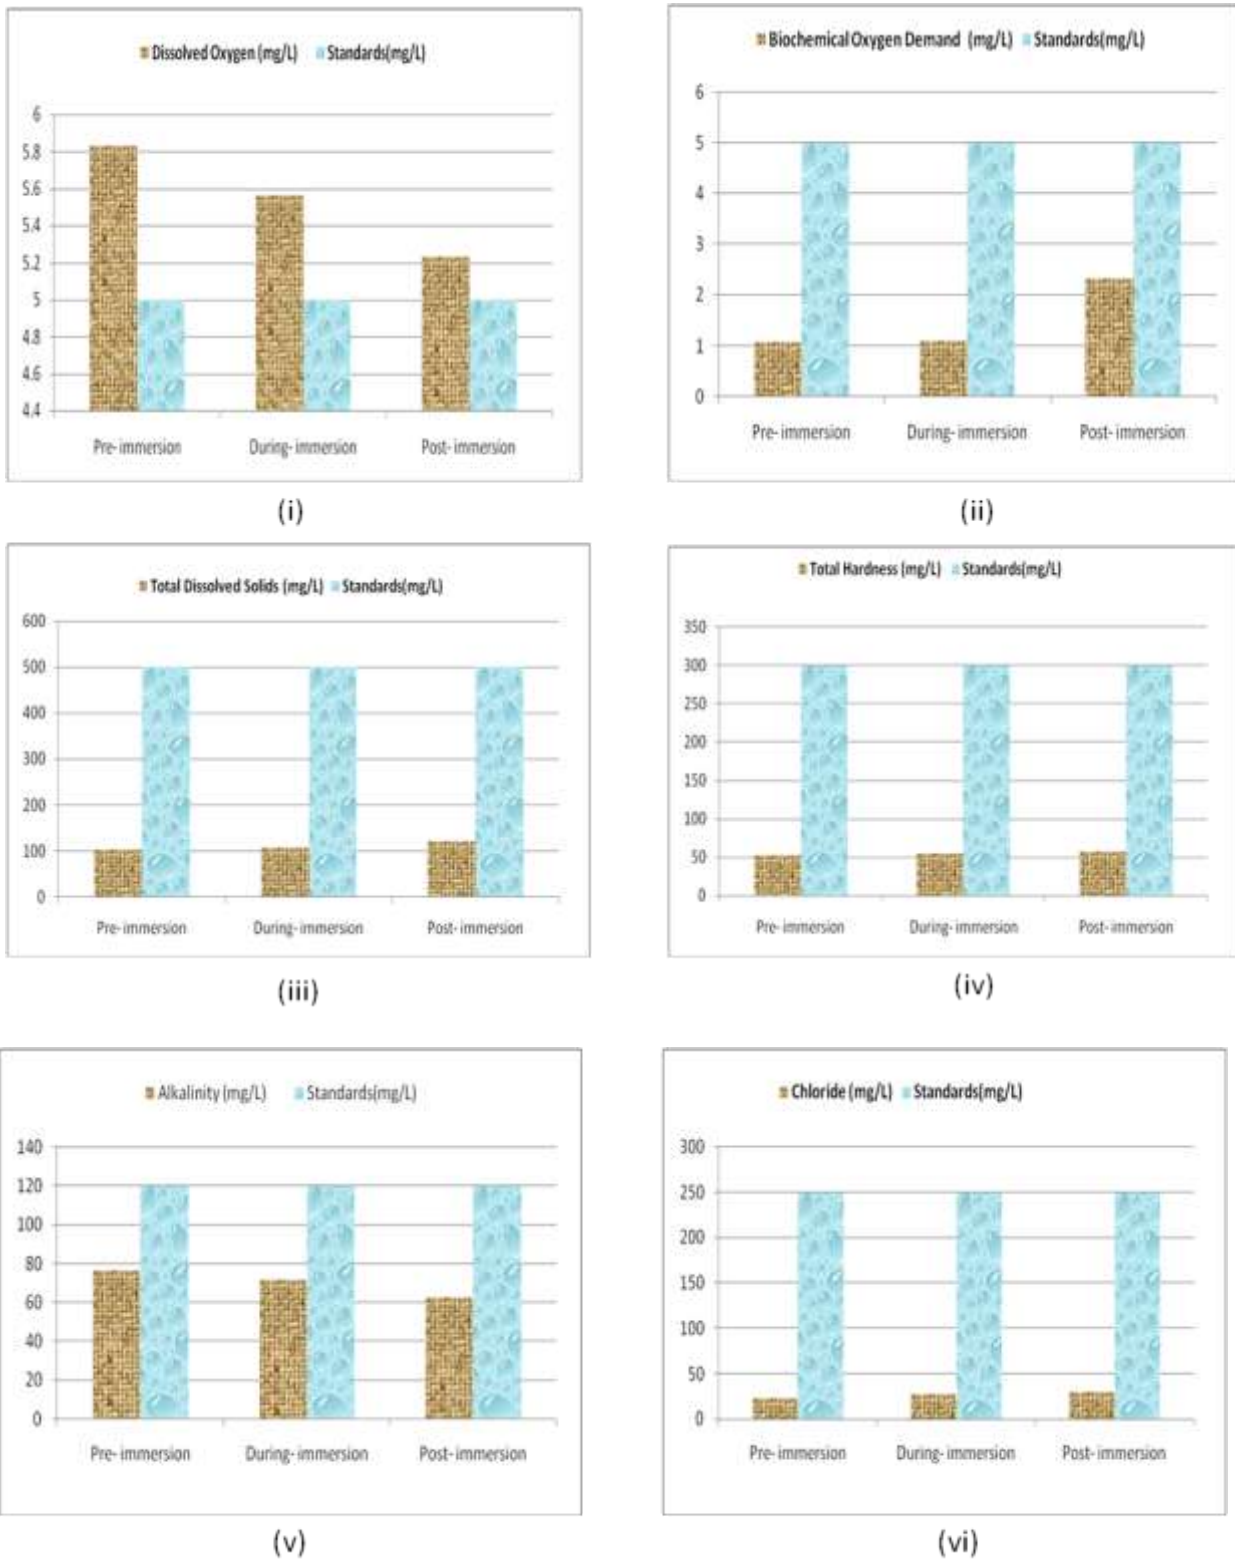 Dissolved Oxygen (mg/L) Standards(mg/L)
6
5.8
5.6
5.4
5.2
5
4.8
4.6
4.4
Pre- immersion During- immersion Post- immersion
(i)
Biochemical Oxygen Demand (mg/L) Standards(mg/L)
6
5
4
3
2
1
0
Pre- immersion During- immersion Post- immersion
(ii)
Total Dissolved Solids (mg/L) Standards(mg/L)
600
500
400
300
200
100
0
Pre- immersion During- immersion Post- immersion
(iii)
Total Hardness (mg/L) Standards(mg/L)
350
300
250
200
150
100
50
0
Pre- immersion During- immersion Post- immersion
(iv)
Alkalinity (mg/L) Standards(mg/L)
140
120
100
80
60
40
20
0
Pre- immersion During- immersion Post- immersion
(v)
Chloride (mg/L) Standards(mg/L)
300
250
200
150
100
50
0
Pre- immersion During- immersion Post- immersion
(vi)